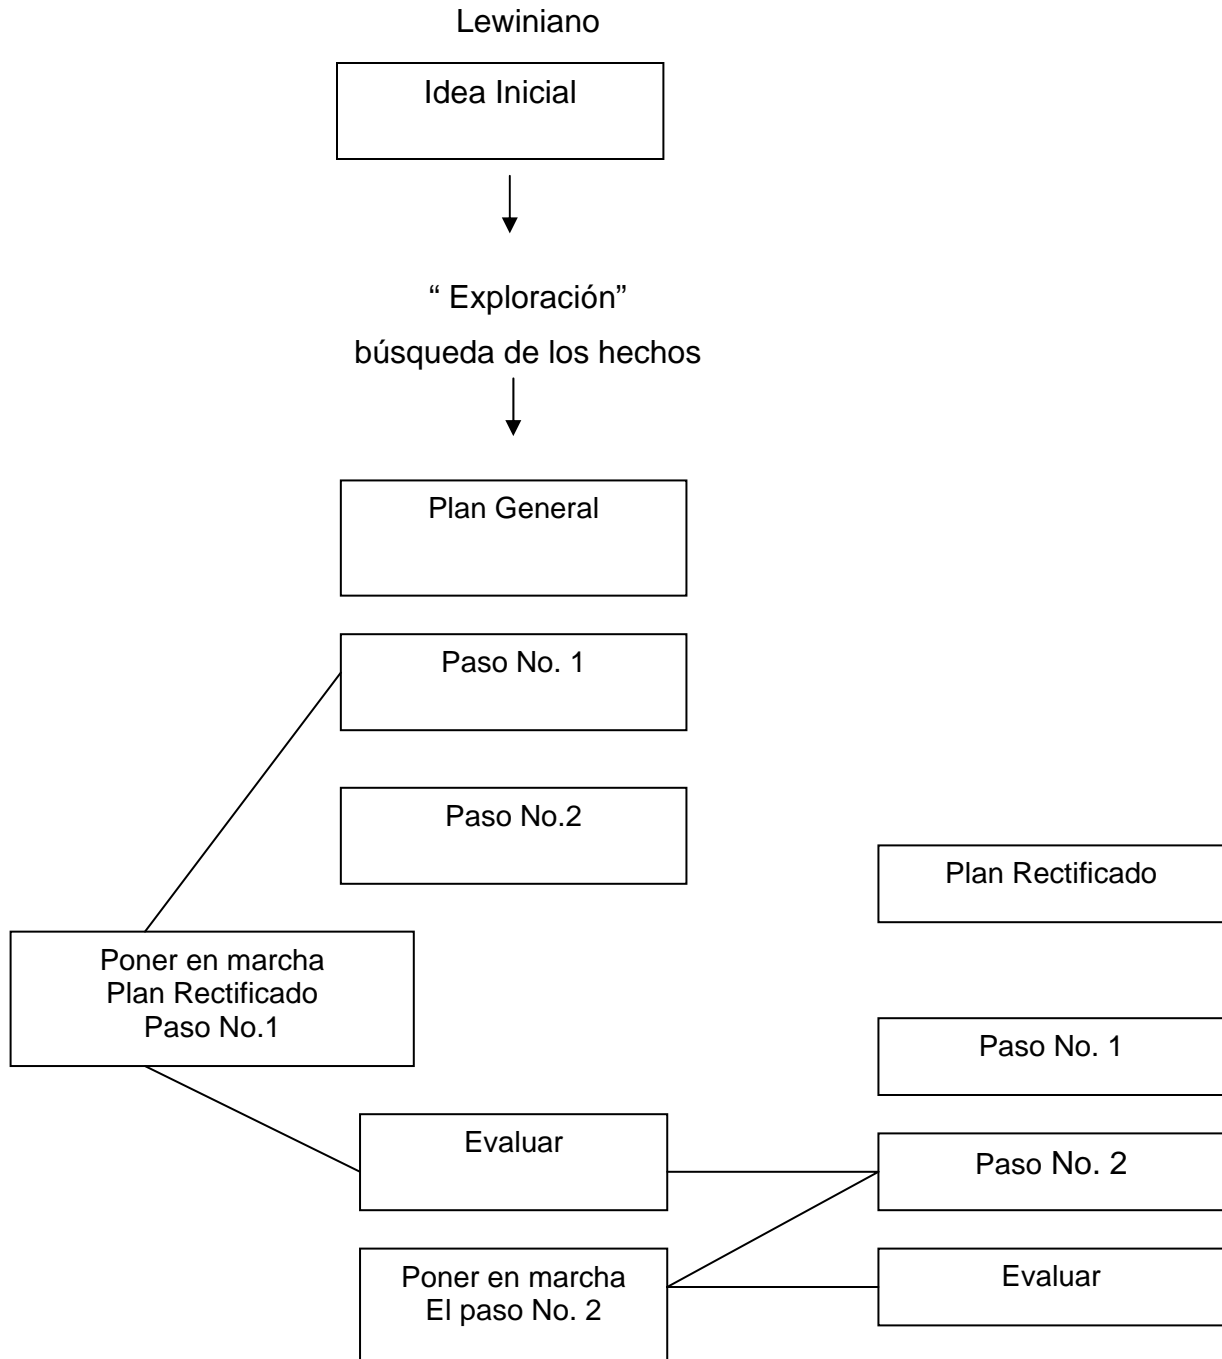 Lewiniano
Idea Inicial
“ Exploración”
búsqueda de los hechos
Plan General
Paso No. 1
Paso No.2
Plan Rectificado
Poner en marcha
Plan Rectificado
Paso No.1
Paso No. 1
Evaluar
Paso No. 2
Poner en marcha
El paso No. 2
Evaluar